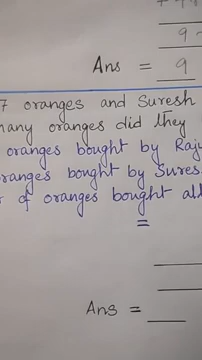 9
Ans = 9
7 oranges and Suresh
many oranges did they
oranges bought by Raju
oranges bought by Sures
of oranges bought all
=
Ans =